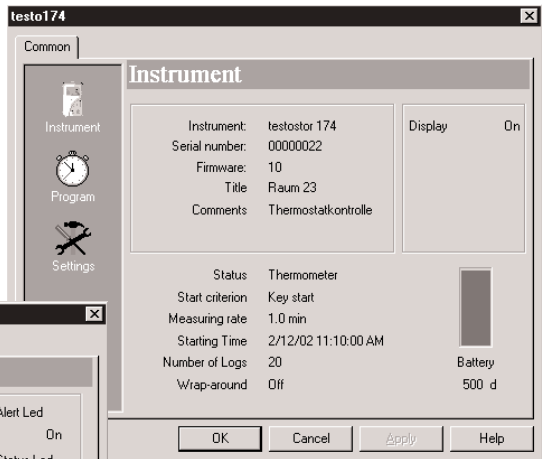 testo174
Common
Instrument
Instrument
Program
Settings
Instrument: testostor 174
Serial number: 00000022
Firmware: 10
Title Raum 23
Comments Thermostatkontrolle
Display On
Status Thermometer
Start criterion Key start
Measuring rate 1.0 min
Starting Time 2/12/02 11:10:00 AM
Number of Logs 20
Wrap-around Off
Battery
500 d
Alert Led
On
Status Led
OK Cancel Apply Help